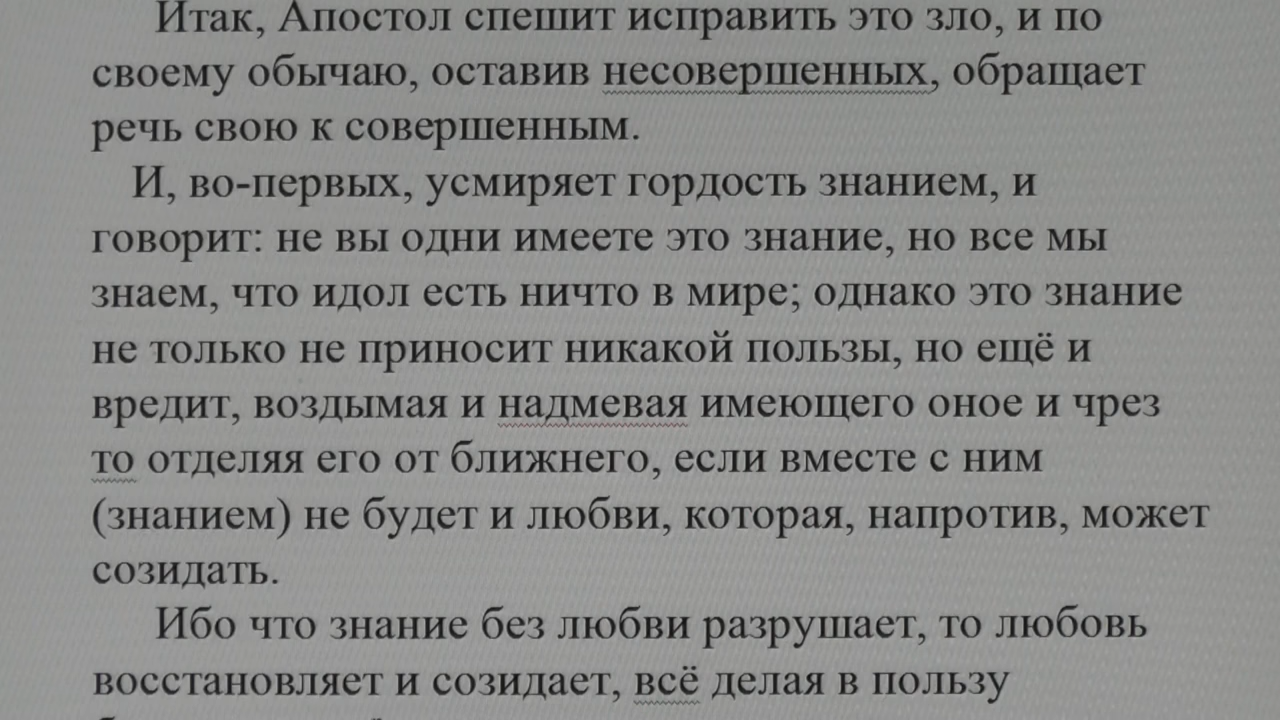 Итак, Апостол спешит исправить это зло, и по
своему обычаю, оставив несовершенных, обращает
речь свою к совершенным.
И, во-первых, усмиряет гордость знанием, и
говорит: не вы одни имеете это знание, но все мы
знаем, что идол есть ничто в мире; однако это знание
не только не приносит никакой пользы, но ещё и
вредит, воздымая и надмевая имеющего оное и чрез
то отделяя его от ближнего, если вместе с ним
(знанием) не будет и любви, которая, напротив, может
созидать.
Ибо что знание без любви разрушает, то любовь
восстановляет и созидает, всё делая в пользу